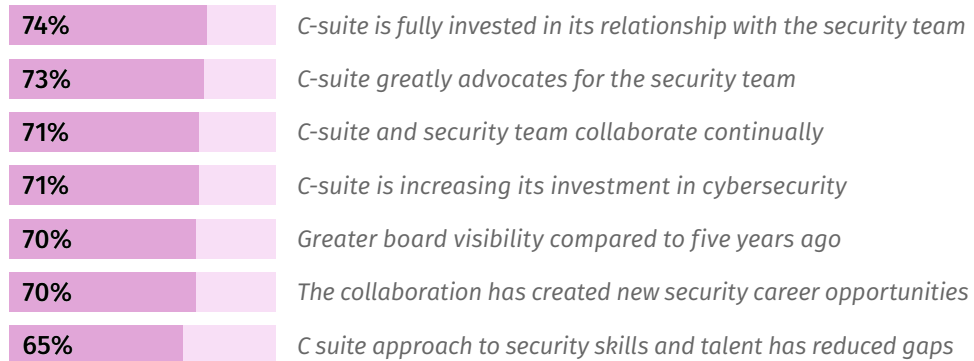 74% C-suite is fully invested in its relationship with the security team
73% C-suite greatly advocates for the security team
71% C-suite and security team collaborate continually
71% C-suite is increasing its investment in cybersecurity
70% Greater board visibility compared to five years ago
70% The collaboration has created new security career opportunities
65% C suite approach to security skills and talent has reduced gaps